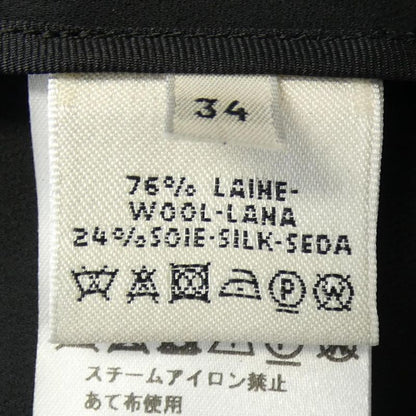 34
76% LAINE-
WOOL-LANA
24%SOIE-SILK-SEDA
P W
スチームアイロン禁止
あて布使用